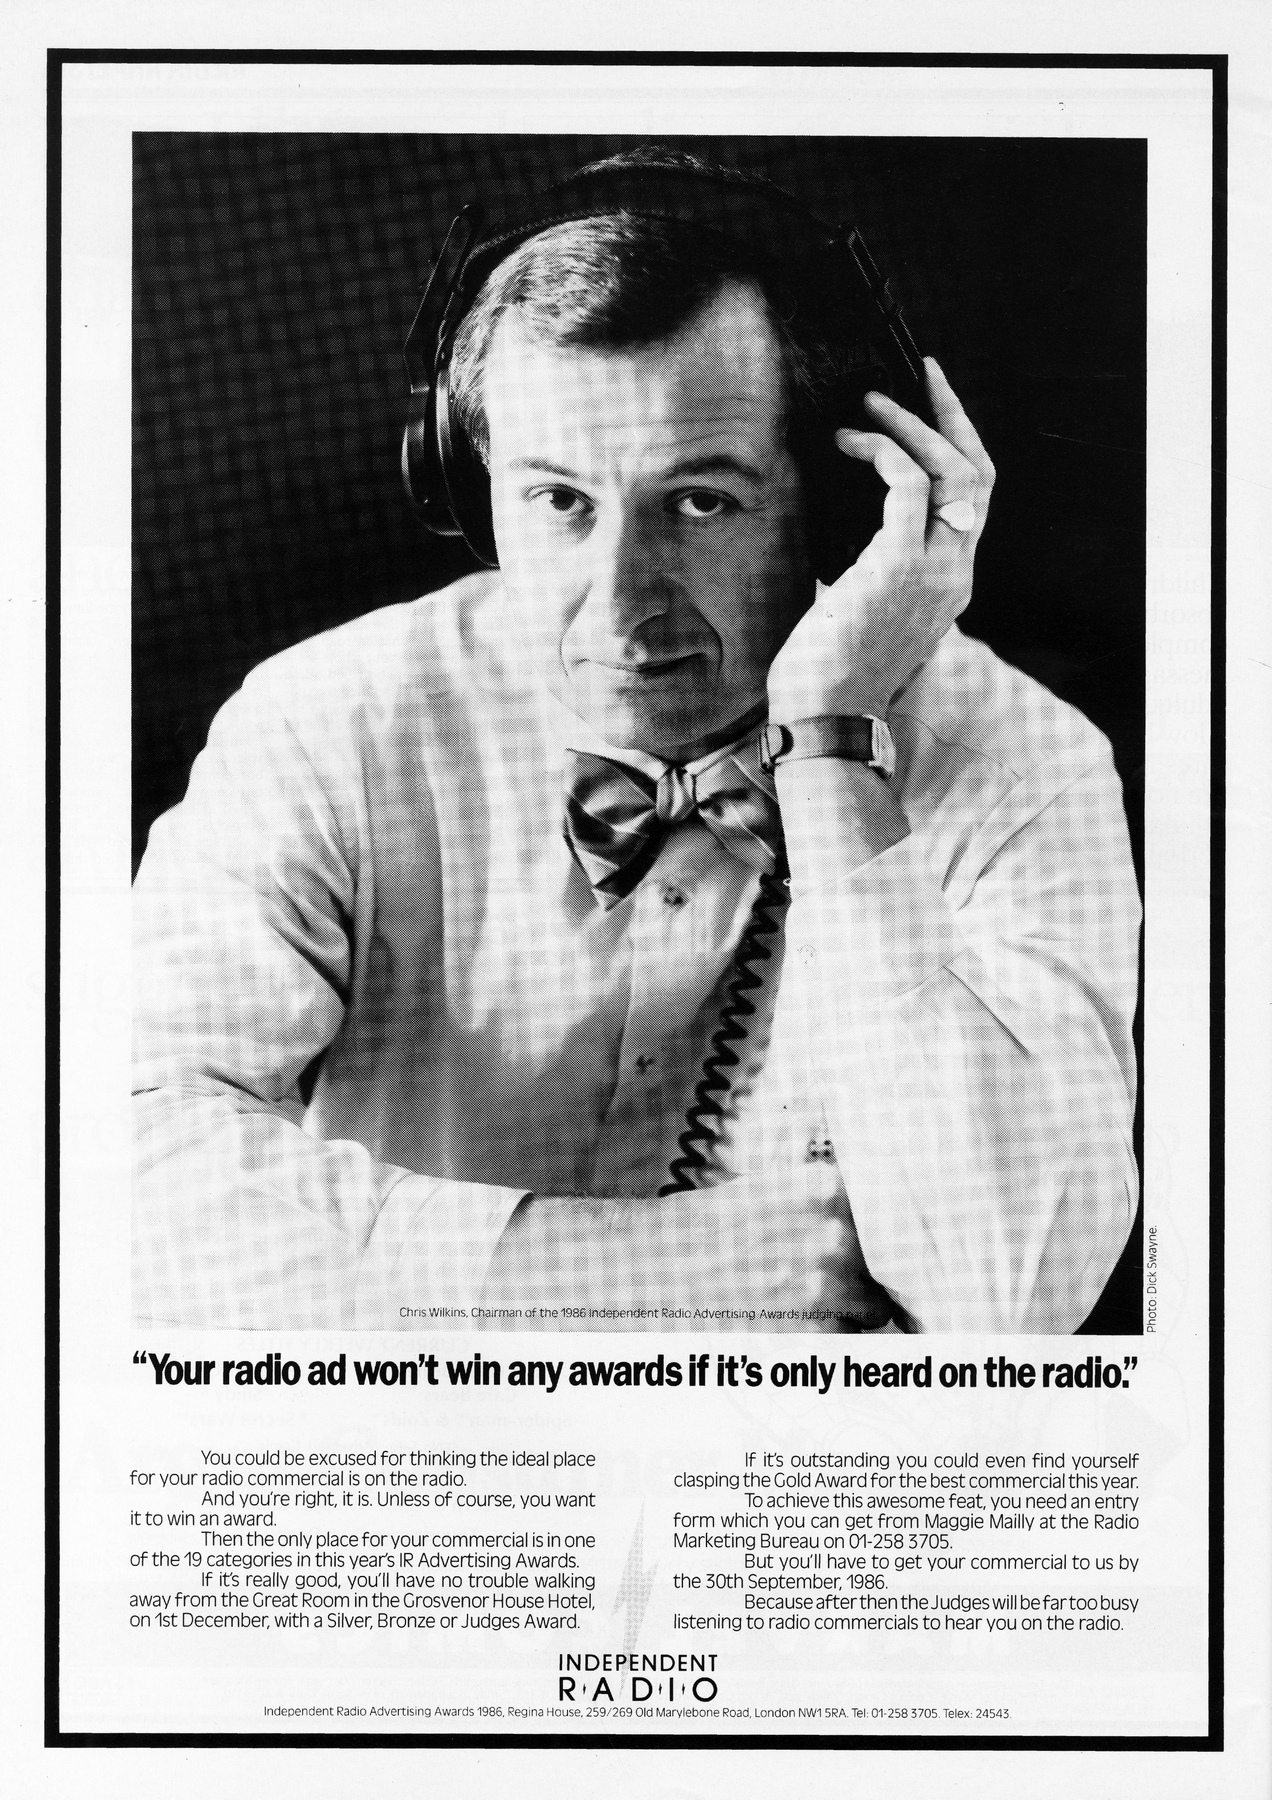 Photo: Dick Swayne.
Chris Wilkins, Chairman of the 1986 Independent Radio Advertising Awards judging
“Your radio ad won’t win any awards if it’s only heard on the radio.”
You could be excused for thinking the ideal place
for your radio commercial is on the radio.
And you’re right, it is. Unless of course, you want
it to win an award.
Then the only place for your commercial is in one
of the 19 categories in this year’s IR Advertising Awards.
If it’s really good, you’ll have no trouble walking
away from the Great Room in the Grosvenor House Hotel,
on 1st December, with a Silver, Bronze or Judges Award.
If it’s outstanding you could even find yourself
clasping the Gold Award for the best commercial this year.
To achieve this awesome feat, you need an entry
form which you can get from Maggie Mailly at the Radio
Marketing Bureau on 01-258 3705.
But you’ll have to get your commercial to us by
the 30th September, 1986.
Because after then the Judges will be far too busy
listening to radio commercials to hear you on the radio.
INDEPENDENT
RADIO
Independent Radio Advertising Awards 1986, Regina House, 259/269 Old Marylebone Road, London NW1 5RA. Tel: 01-258 3705. Telex: 24543.